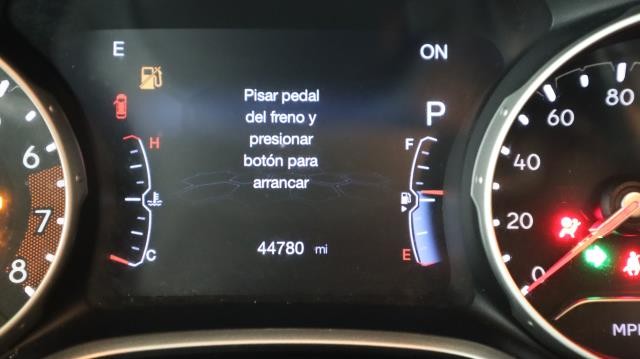 E
ON
Pisar pedal
del freno y
presionar
botón para
arrancar
P
H
C
F
E
44780 mi
6
7
8
0
20
40
60
80
MP